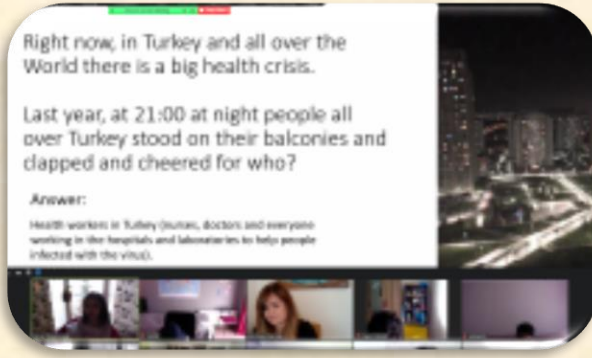 Right now, in Turkey and all over the
World there is a big health crisis.
Last year, at 21:00 at night people all
over Turkey stood on their balconies and
clapped and cheered for who?
Answer:
Health workers in Turkey (nurses, doctors and everyone
working in the hospitals and laboratories to help people
infected with the virus).